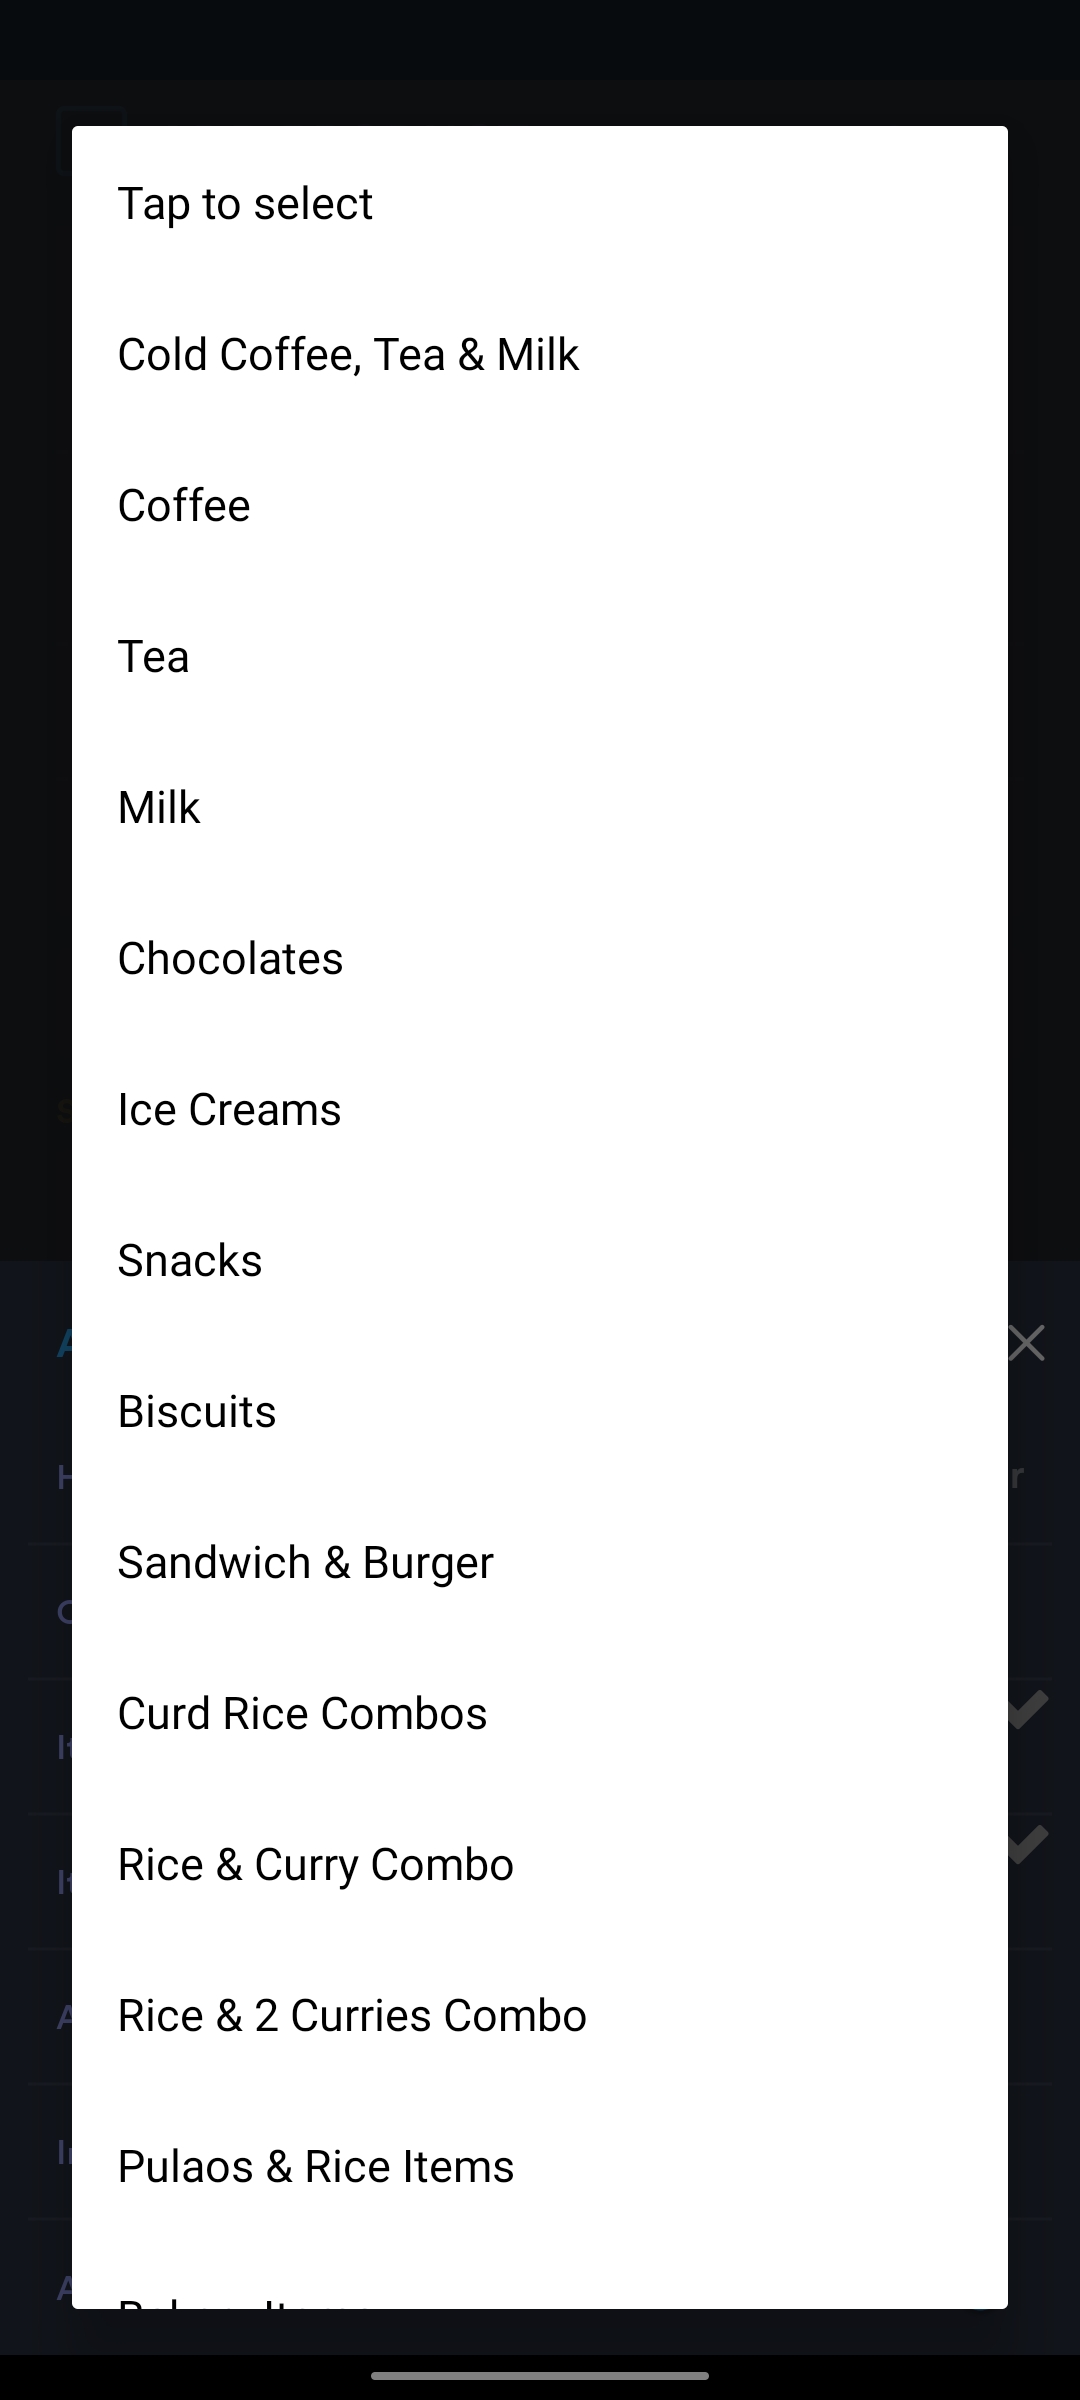 Tap to select
Cold Coffee, Tea & Milk
Coffee
Tea
Milk
Chocolates
Ice Creams
Snacks
Biscuits
Sandwich & Burger
Curd Rice Combos
Rice & Curry Combo
Rice & 2 Curries Combo
Pulaos & Rice Items